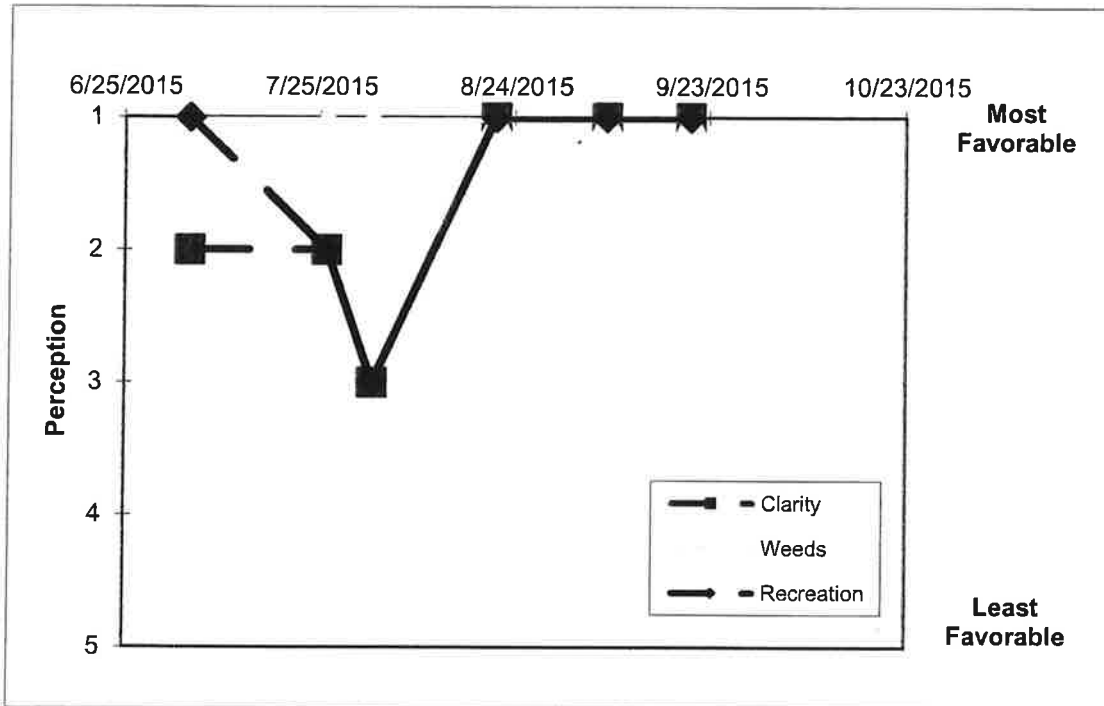 6/25/2015 7/25/2015 8/24/2015 9/23/2015 10/23/2015
1
2
3
4
5
Perception
Most
Favorable
Clarity
Weeds
Recreation
Least
Favorable